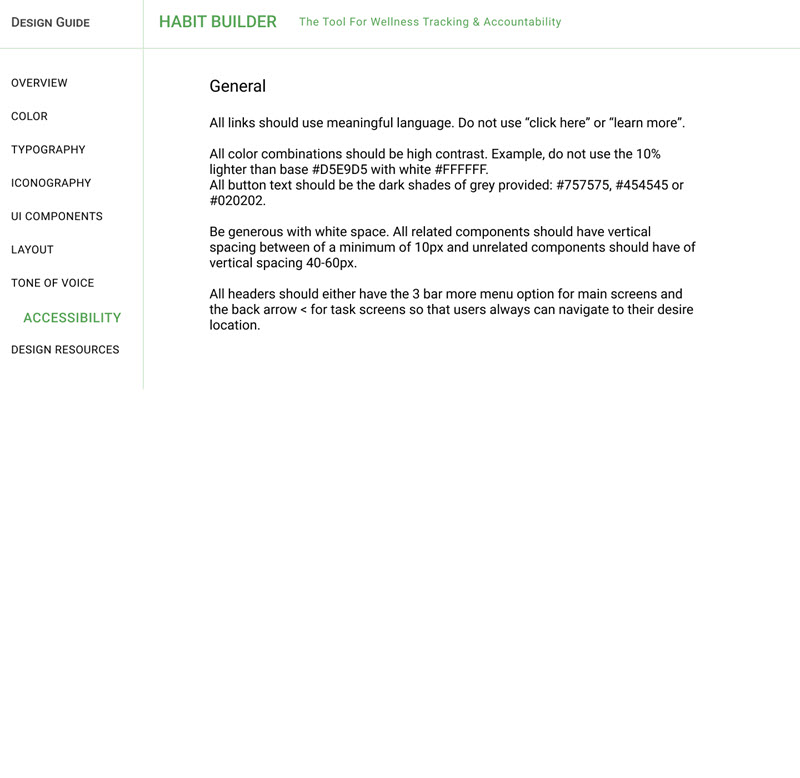 DESIGN GUIDE
HABIT BUILDER
The Tool For Wellness Tracking & Accountability
OVERVIEW
COLOR
TYPOGRAPHY
ICONOGRAPHY
UI COMPONENTS
LAYOUT
TONE OF VOICE
ACCESSIBILITY
DESIGN RESOURCES
General
All links should use meaningful language. Do not use “click here” or “learn more”.
All color combinations should be high contrast. Example, do not use the 10%
lighter than base #D5E9D5 with white #FFFFFF.
All button text should be the dark shades of grey provided: #757575, #454545 or
#020202.
Be generous with white space. All related components should have vertical
spacing between of a minimum of 10px and unrelated components should have of
vertical spacing 40-60px.
All headers should either have the 3 bar more menu option for main screens and
the back arrow < for task screens so that users always can navigate to their desire
location.